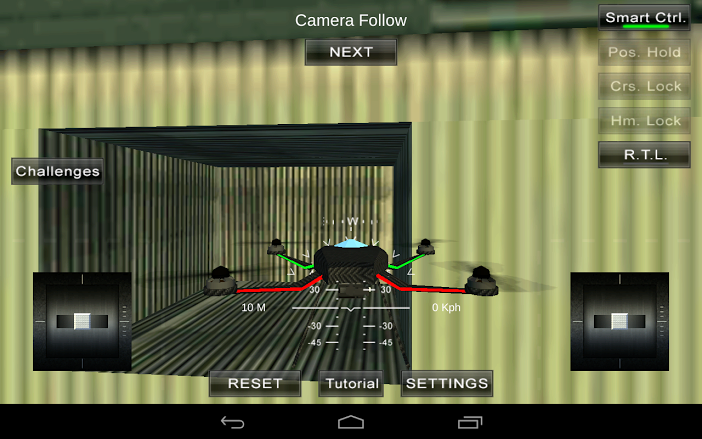 Camera Follow
Smart Ctrl.
NEXT
Pos. Hold
Crs. Lock
Hm. Lock
R.T.L.
Challenges
W
30 30
10 M 0 Kph
-30 -30
-45 -45
RESET Tutorial SETTINGS